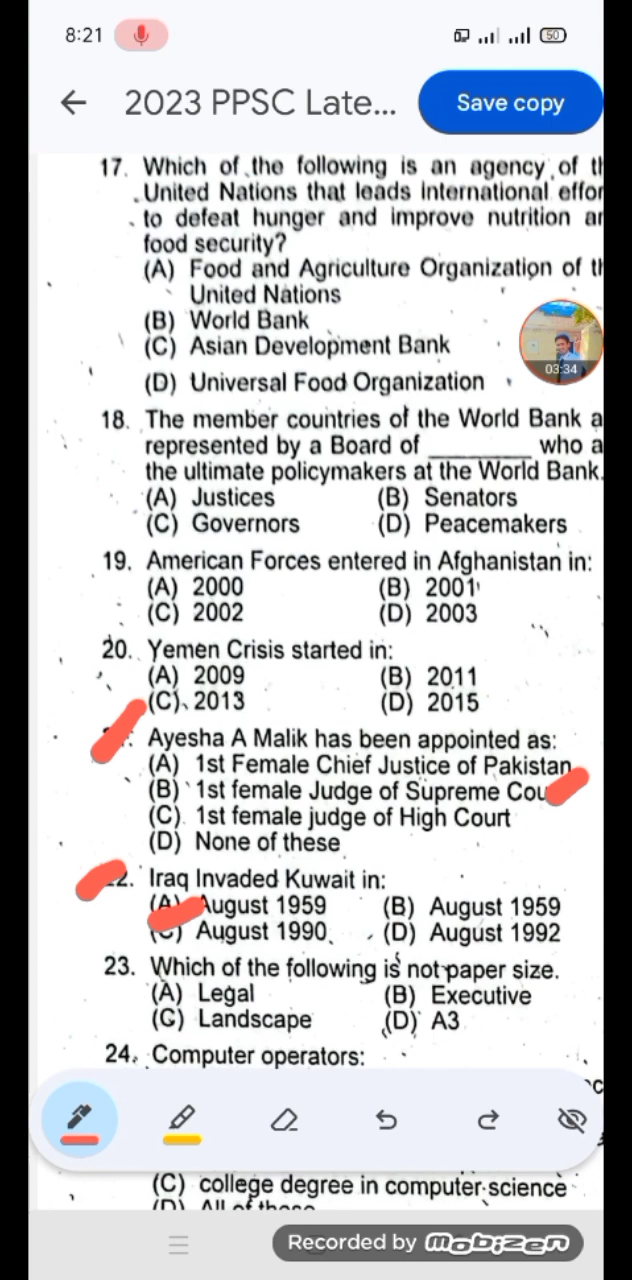 8:21
50
2023 PPSC Late...
Save copy
17. Which of the following is an agency of th
United Nations that leads International effor
to defeat hunger and improve nutrition an
food security?
(A) Food and Agriculture Organization of th
United Nations
(B) World Bank
(C) Asian Development Bank
03:34
(D) Universal Food Organization
18. The member countries of the World Bank a
represented by a Board of ________ who a
the ultimate policymakers at the World Bank.
(A) Justices (B) Senators
(C) Governors (D) Peacemakers
19. American Forces entered in Afghanistan in:
(A) 2000 (B) 2001
(C) 2002 (D) 2003
20. Yemen Crisis started in:
(A) 2009 (B) 2011
(C) 2013 (D) 2015
Ayesha A Malik has been appointed as:
(A) 1st Female Chief Justice of Pakistan
(B) 1st female Judge of Supreme Cou
(C) 1st female judge of High Court
(D) None of these
2. Iraq Invaded Kuwait in:
(A) August 1959 (B) August 1959
(C) August 1990 (D) August 1992
23. Which of the following is not paper size.
(A) Legal (B) Executive
(C) Landscape (D) A3
24. Computer operators:
(C) college degree in computer science
(D) All of these
Recorded by mobizen